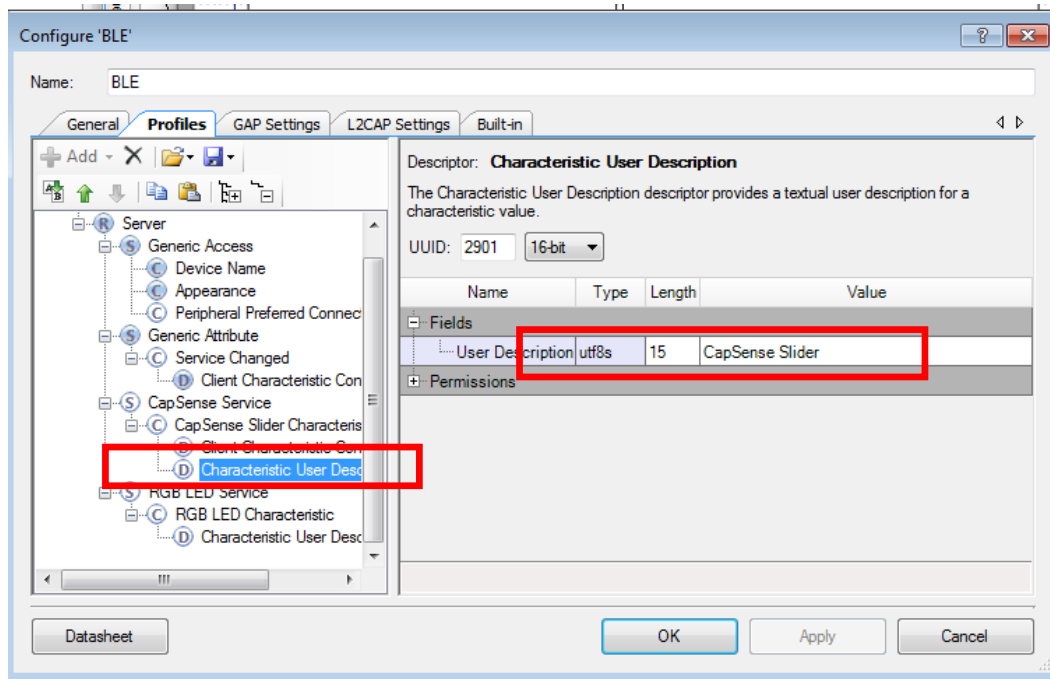 Configure 'BLE'
Name: BLE
General Profiles GAP Settings L2CAP Settings Built-in
Add
Server
Generic Access
Device Name
Appearance
Peripheral Preferred Connect
Generic Attribute
Service Changed
Client Characteristic Con
CapSense Service
CapSense Slider Characteris
Client Characteristic Con
Characteristic User Desc
RGB LED Service
RGB LED Characteristic
Characteristic User Desc
Descriptor: Characteristic User Description
The Characteristic User Description descriptor provides a textual user description for a
characteristic value.
UUID: 2901 16-bit
Name Type Length Value
Fields
User Description utf8s 15 CapSense Slider
Permissions
Datasheet OK Apply Cancel